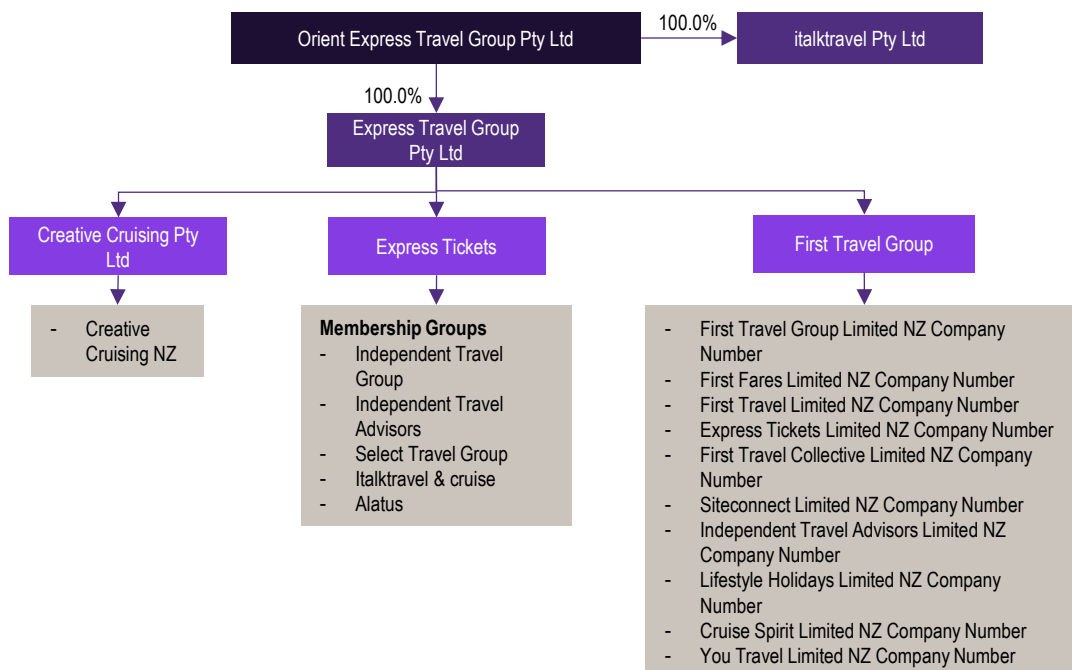 Orient Express Travel Group Pty Ltd
100.0%
italktravel Pty Ltd
100.0%
Express Travel Group
Pty Ltd
Creative Cruising Pty
Ltd
Express Tickets
First Travel Group
- Creative
Cruising NZ
Membership Groups
- Independent Travel
Group
- Independent Travel
Advisors
- Select Travel Group
- Italktravel & cruise
- Alatus
- First Travel Group Limited NZ Company
Number
- First Fares Limited NZ Company Number
- First Travel Limited NZ Company Number
- Express Tickets Limited NZ Company Number
- First Travel Collective Limited NZ Company
Number
- Siteconnect Limited NZ Company Number
- Independent Travel Advisors Limited NZ
Company Number
- Lifestyle Holidays Limited NZ Company
Number
- Cruise Spirit Limited NZ Company Number
- You Travel Limited NZ Company Number